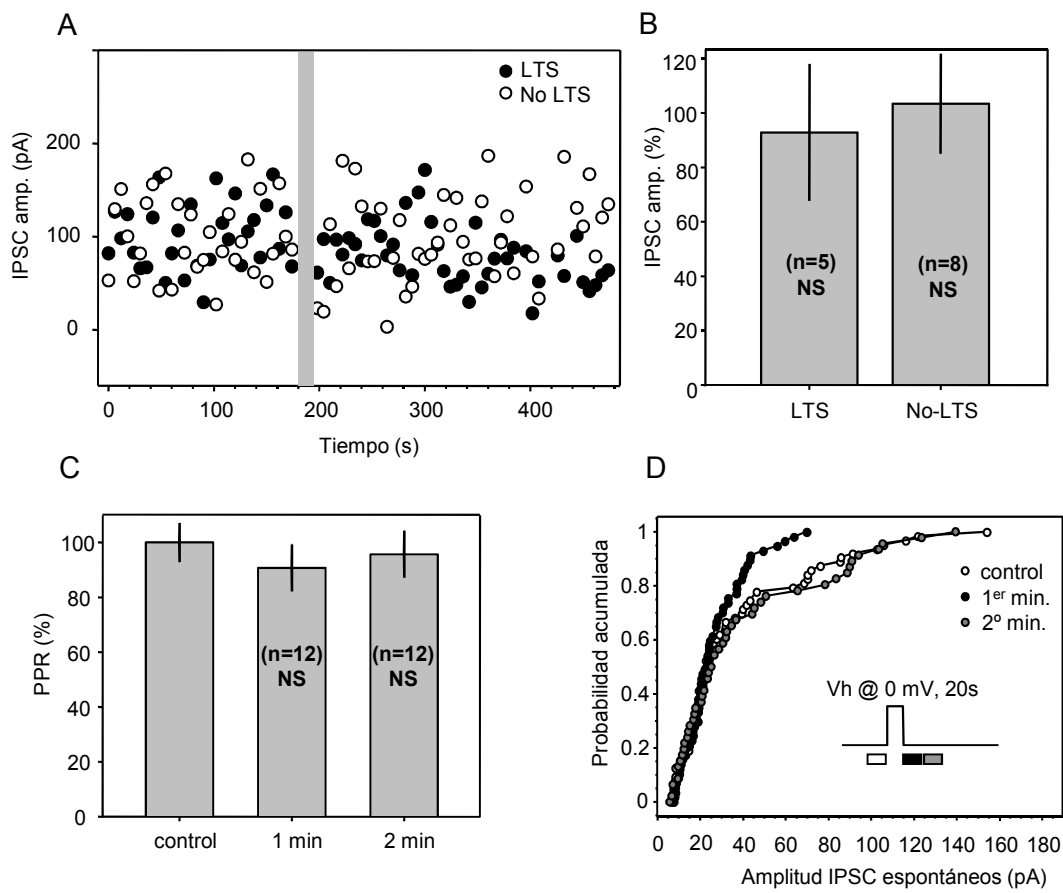 A
IPSC amp. (pA)
200
100
0
LTS
No LTS
0
100
200
300
400
Tiempo (s)
B
IPSC amp. (%)
120
100
80
60
40
20
0
(n=5)
NS
(n=8)
NS
LTS
No-LTS
C
PPR (%)
100
80
60
40
20
0
(n=12)
NS
(n=12)
NS
control
1 min
2 min
D
Probabilidad acumulada
1
0.8
0.6
0.4
0.2
0
control
1er min.
2º min.
Vh @ 0 mV, 20s
0
20
40
60
80
100
120
140
160
180
Amplitud IPSC espontáneos (pA)